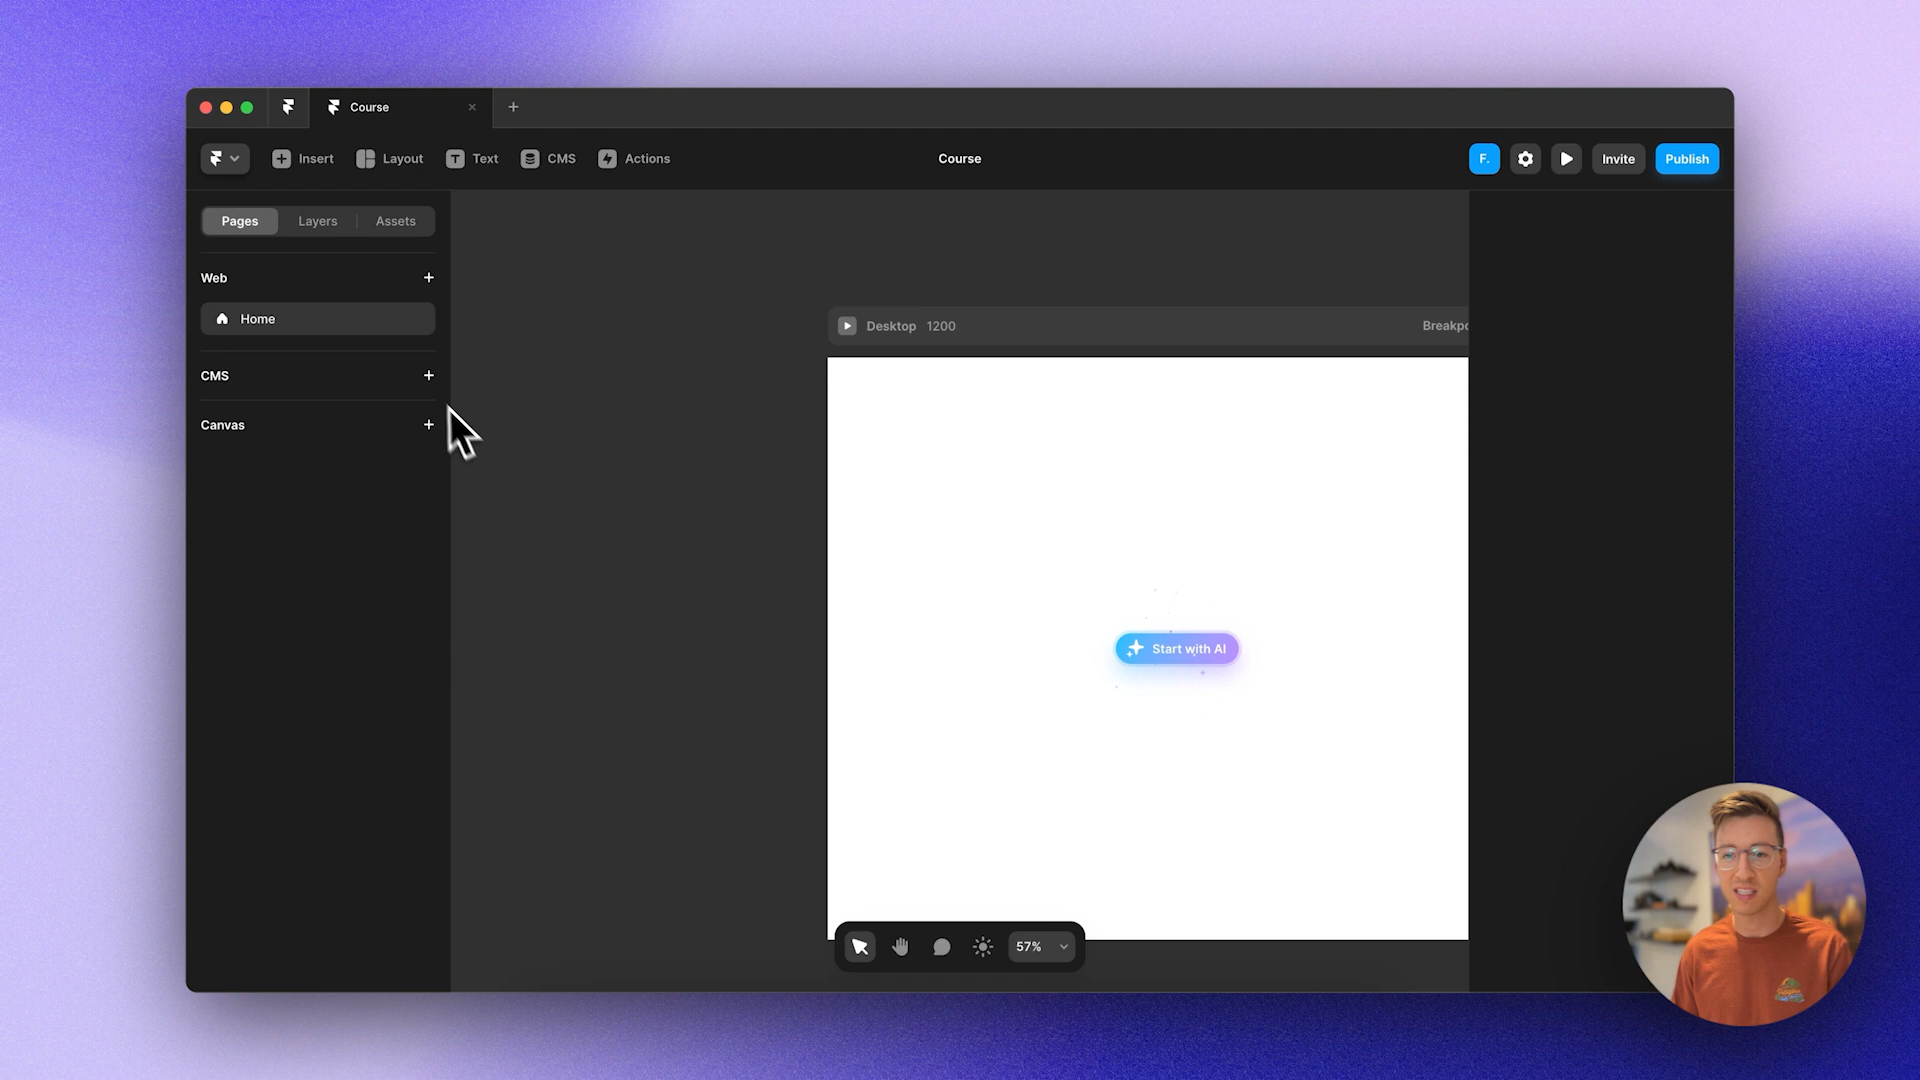 Course
Insert
Layout
Text
CMS
Actions
Course
F.
Invite
Publish
Pages
Layers
Assets
Web
Home
CMS
Canvas
Desktop 1200
Breakpo
Start with AI
57%